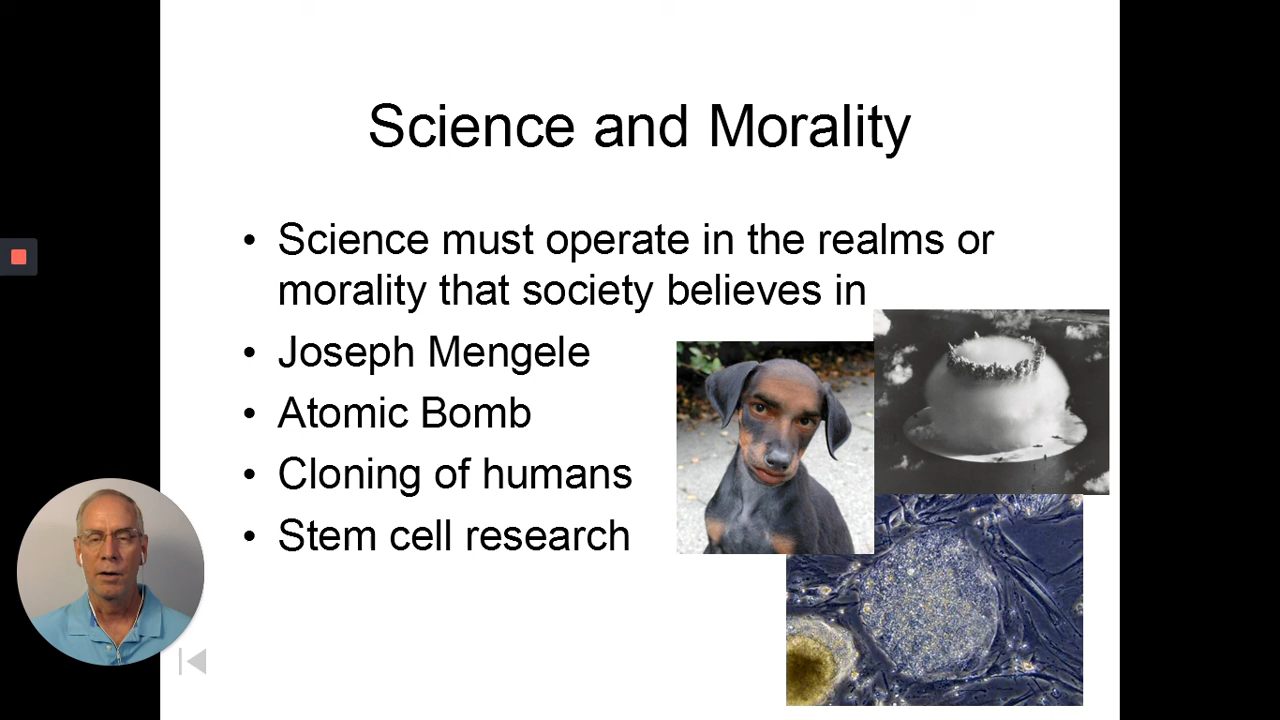 Science and Morality
• Science must operate in the realms or
morality that society believes in
• Joseph Mengele
• Atomic Bomb
• Cloning of humans
• Stem cell research